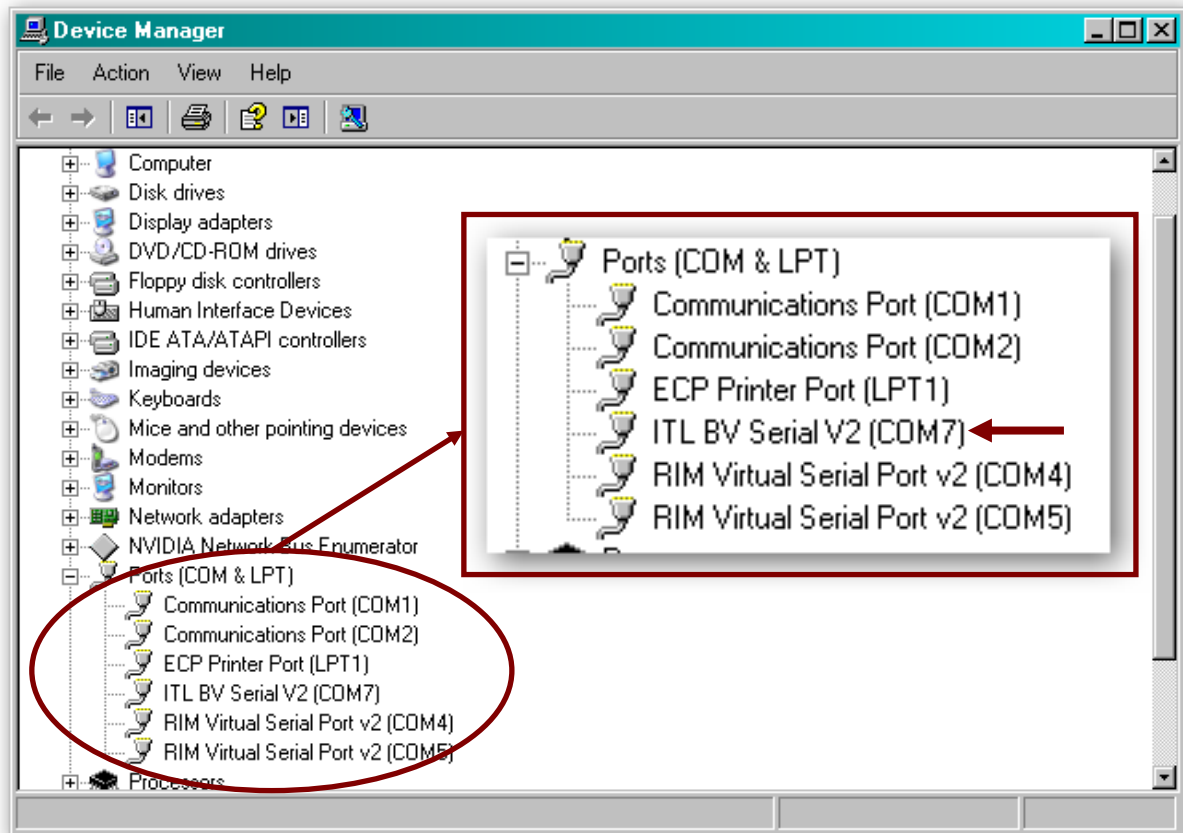 Device Manager
File Action View Help
Computer
Disk drives
Display adapters
DVD/CD-ROM drives
Floppy disk controllers
Human Interface Devices
IDE ATA/ATAPI controllers
Imaging devices
Keyboards
Mice and other pointing devices
Modems
Monitors
Network adapters
NVIDIA Network Bus Enumerator
Ports (COM & LPT)
Communications Port (COM1)
Communications Port (COM2)
ECP Printer Port (LPT1)
ITL BV Serial V2 (COM7)
RIM Virtual Serial Port v2 (COM4)
RIM Virtual Serial Port v2 (COM5)
Processors
Ports (COM & LPT)
Communications Port (COM1)
Communications Port (COM2)
ECP Printer Port (LPT1)
ITL BV Serial V2 (COM7)
RIM Virtual Serial Port v2 (COM4)
RIM Virtual Serial Port v2 (COM5)